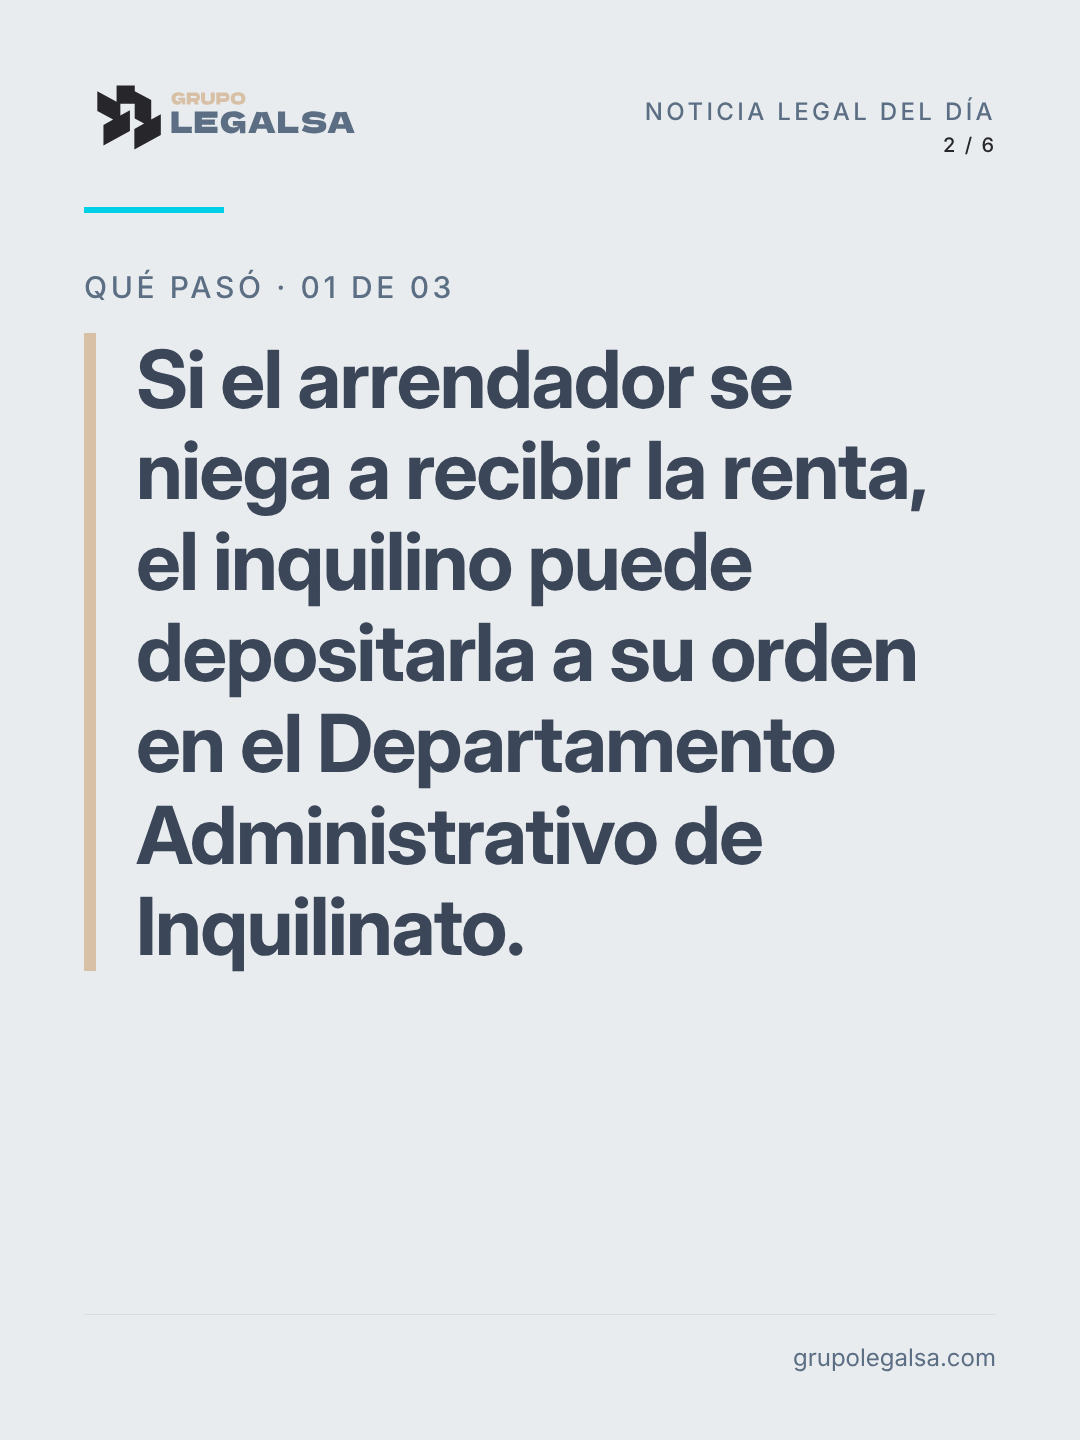 GRUPO
LEGALSA
NOTICIA LEGAL DEL DÍA
2 / 6
QUÉ PASÓ · 01 DE 03
Si el arrendador se
niega a recibir la renta,
el inquilino puede
depositarla a su orden
en el Departamento
Administrativo de
Inquilinato.
grupolegalsa.com